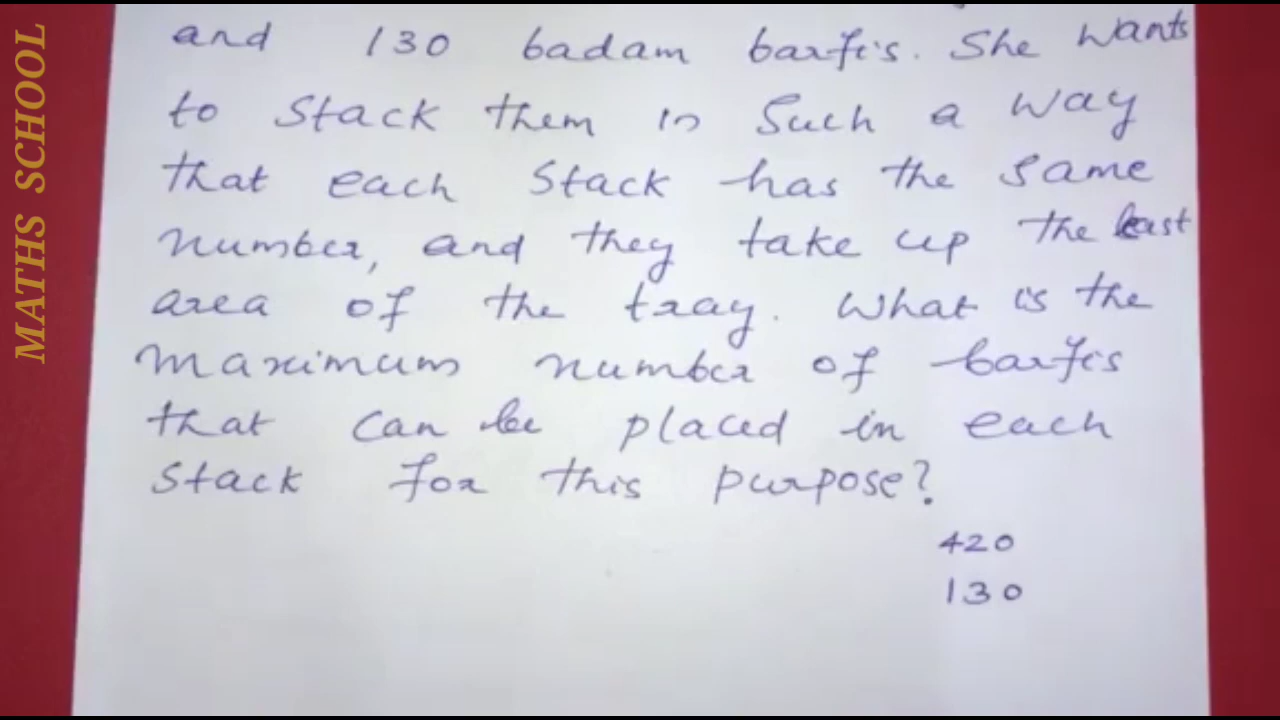 MATHS SCHOOL
and 130 badam barfis. She wants
to stack them in such a way
that each stack has the same
number, and they take up the least
area of the tray. What is the
maximum number of barfis
that can be placed in each
stack for this purpose?
420
130